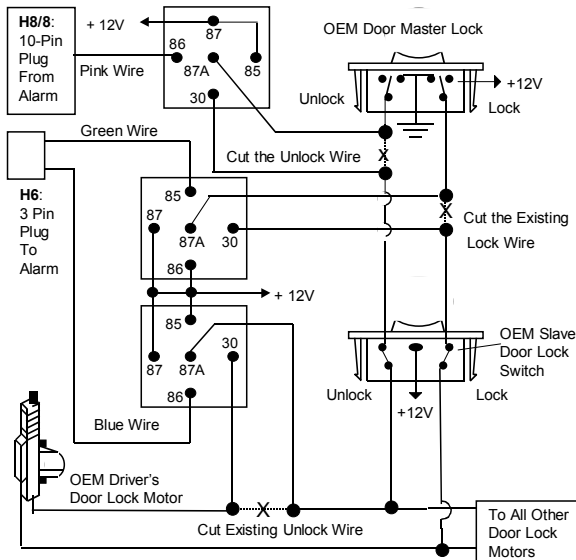 H8/8:
10-Pin
Plug
From
Alarm
+ 12V
87
86
Pink Wire
87A
85
30
OEM Door Master Lock
+12V
Unlock
Lock
Green Wire
Cut the Unlock Wire
X
H6:
3 Pin
Plug
To
Alarm
85
87
87A
30
86
X
Cut the Existing
Lock Wire
+ 12V
85
30
87
87A
86
OEM Slave
Door Lock
Switch
Unlock
Lock
+12V
Blue Wire
OEM Driver's
Door Lock Motor
X
Cut Existing Unlock Wire
To All Other
Door Lock
Motors